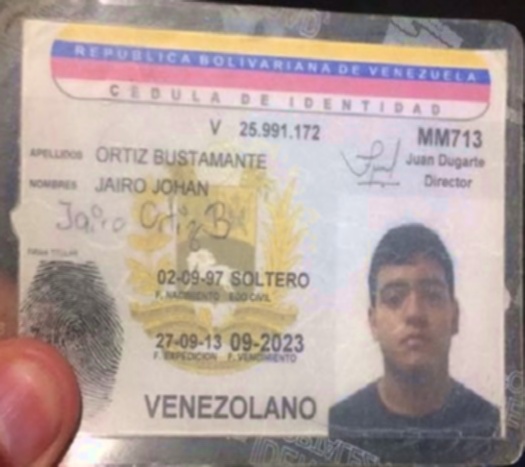 REPUBLICA BOLIVARIANA DE VENEZUELA
CEDULA DE IDENTIDAD
V 25.991.172
MM713
APELLIDOS ORTIZ BUSTAMANTE
Juan Dugarte
Director
NOMBRES JAIRO JOHAN
Jairo Ortiz B
FIRMA TITULAR
02-09-97 SOLTERO
F. NACIMIENTO EDO CIVIL
27-09-13 09-2023
F. EXPEDICION F. VENCIMIENTO
VENEZOLANO